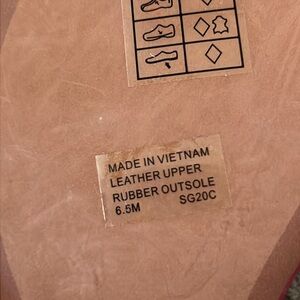 MADE IN VIETNAM
LEATHER UPPER
RUBBER OUTSOLE
6.5M SG20C